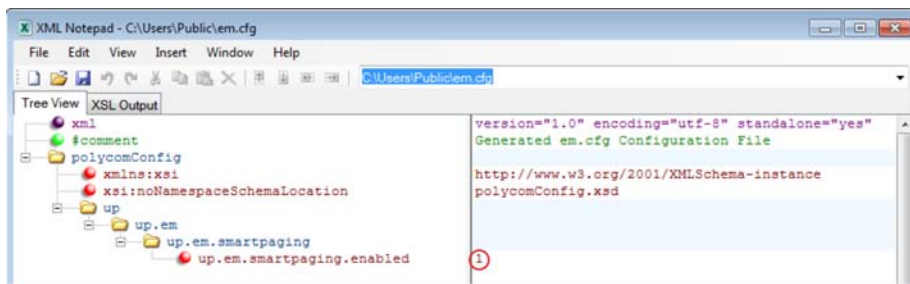 XML Notepad - C:\Users\Public\em.cfg
File Edit View Insert Window Help
C:\Users\Public\em.cfg
Tree View XSL Output
xml version="1.0" encoding="utf-8" standalone="yes"
#comment Generated em.cfg Configuration File
polycomConfig
xmlns:xsi http://www.w3.org/2001/XMLSchema-instance
xsi:noNamespaceSchemaLocation polycomConfig.xsd
up
up.em
up.em.smartpaging
up.em.smartpaging.enabled 1